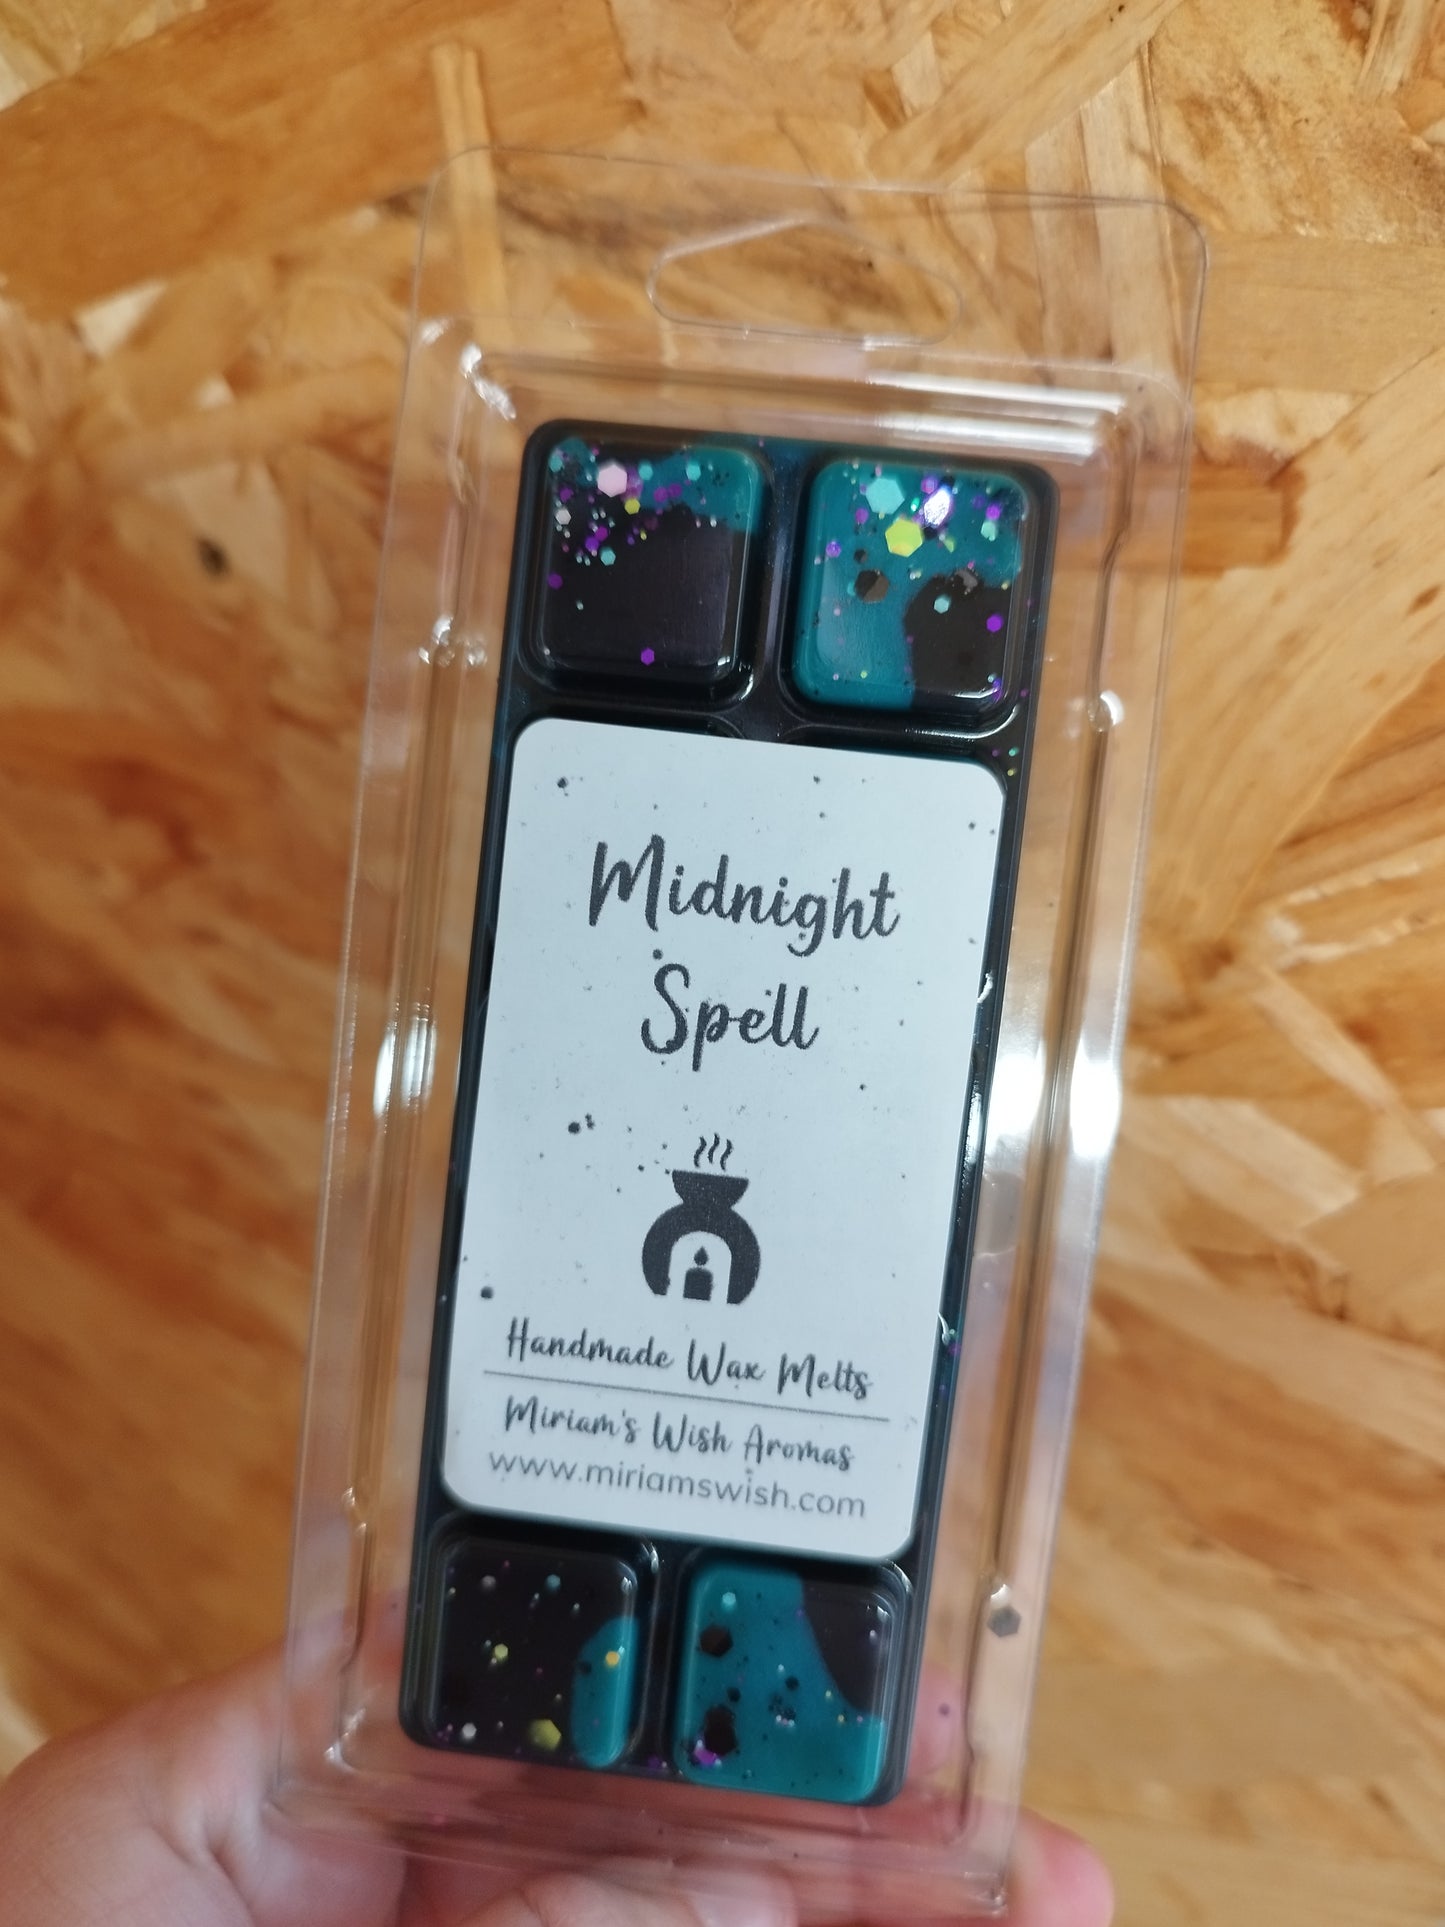 Midnight
Spell
Handmade Wax Melts
Miriam's Wish Aromas
www.miriamswish.com